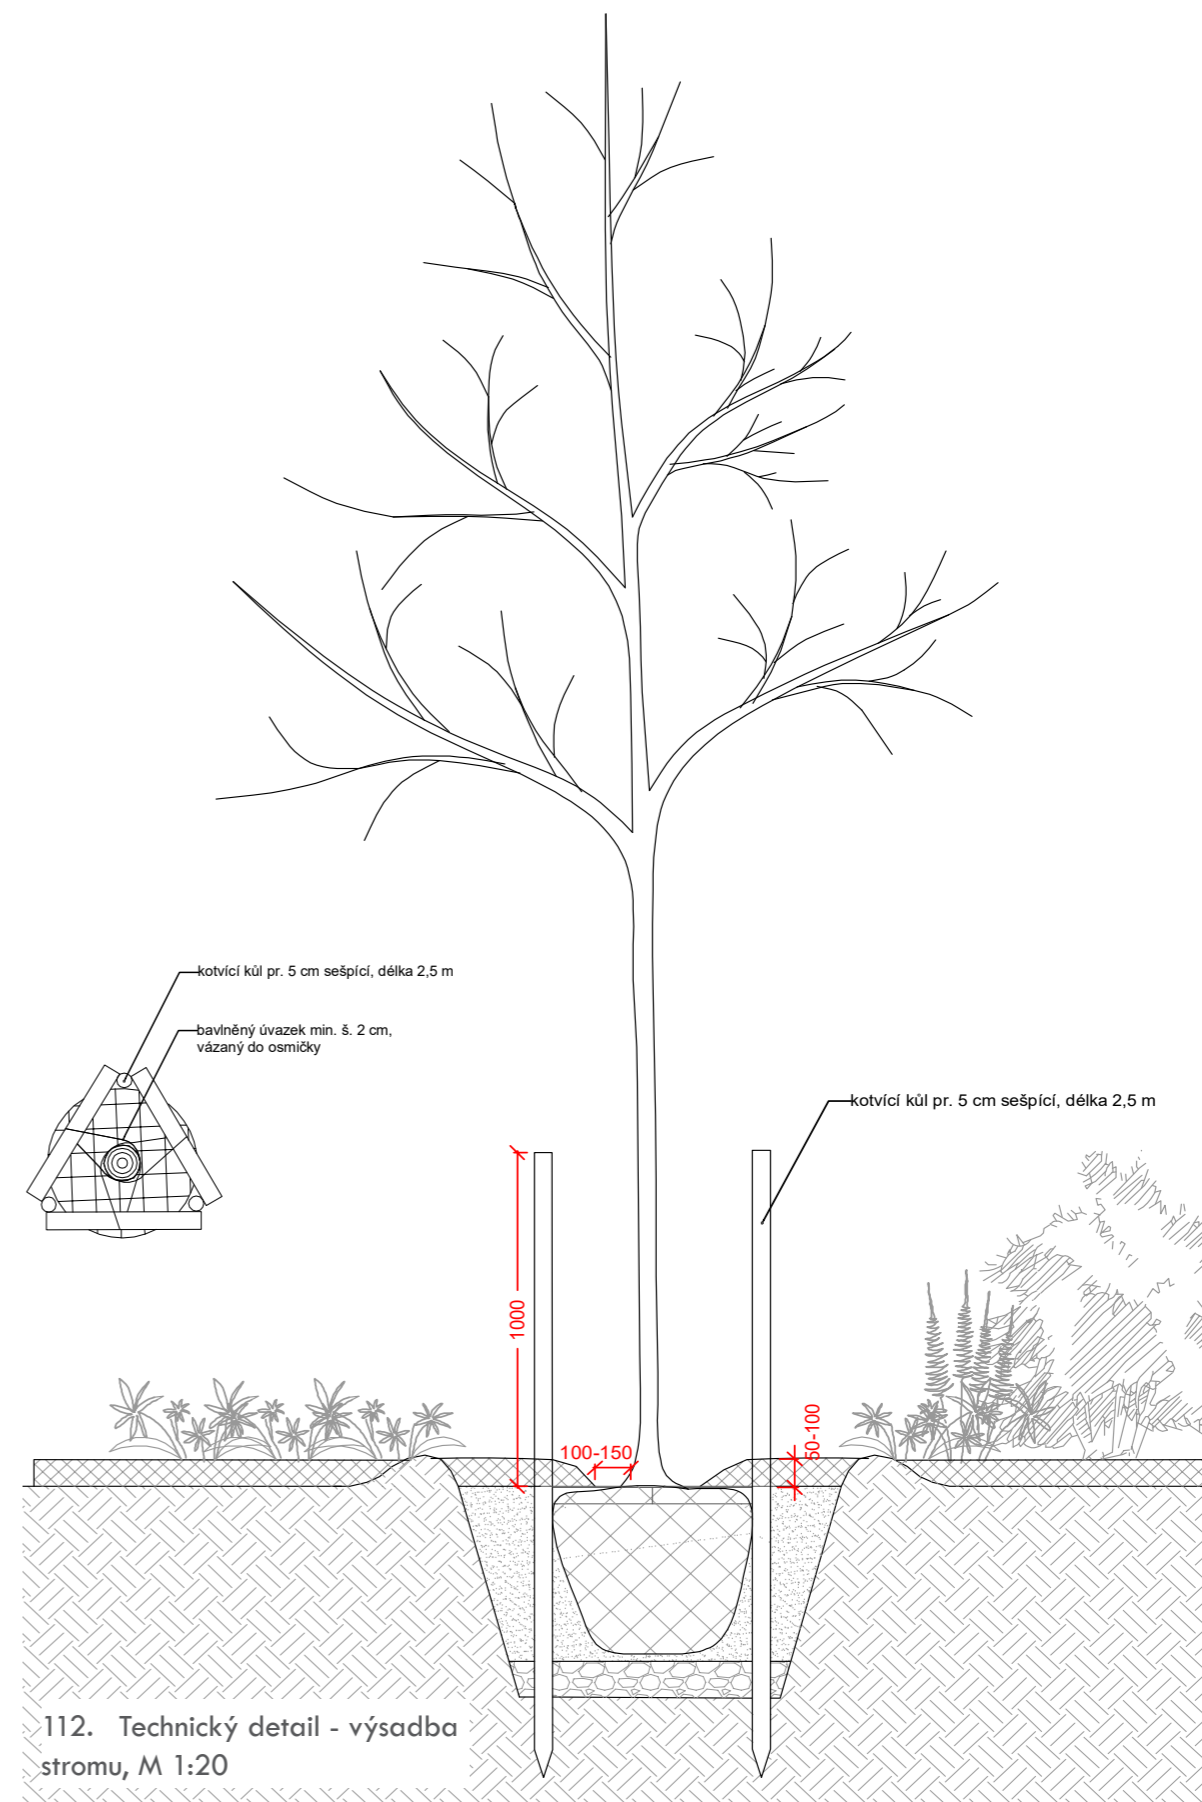 kotvící kůl pr. 5 cm sešpící, délka 2,5 m
bavlněný úvazek min. š. 2 cm,
vázaný do osmičky
kotvící kůl pr. 5 cm sešpící, délka 2,5 m
1000
100-150
50-100
112. Technický detail - výsadba
stromu, M 1:20